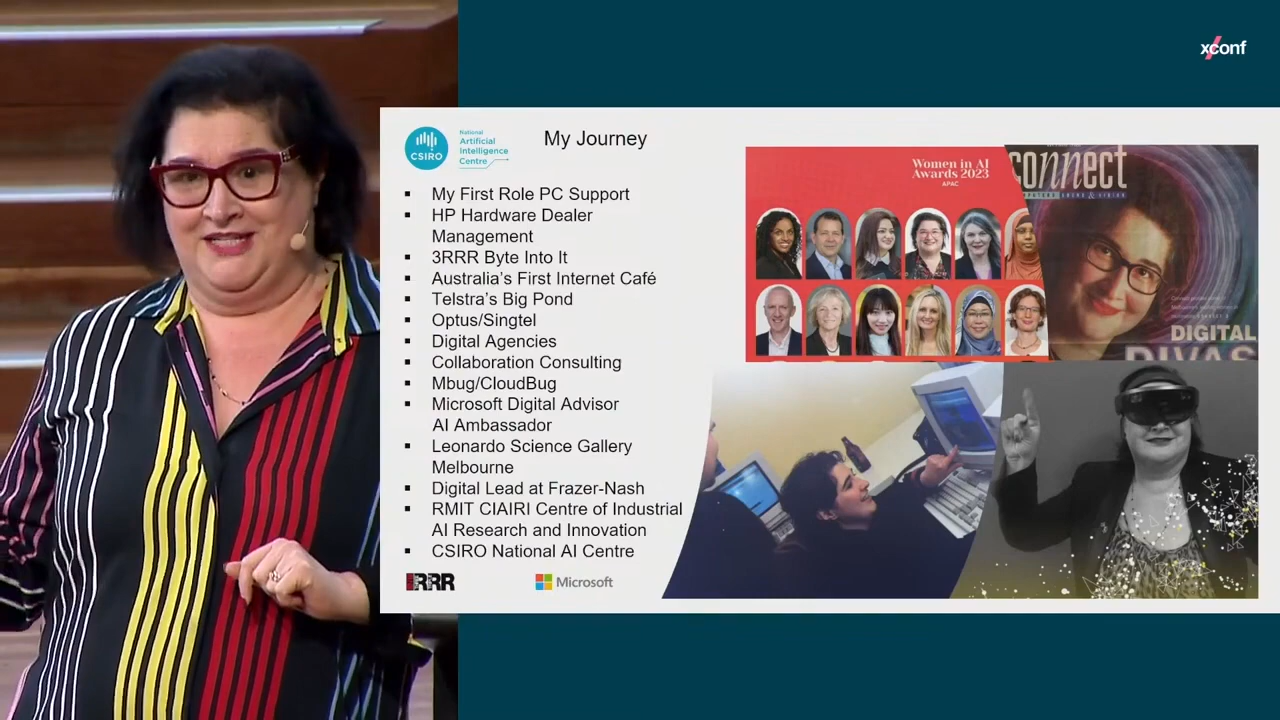 xconf
CSIRO
National
Artificial
Intelligence
Centre
My Journey
▪ My First Role PC Support
▪ HP Hardware Dealer
Management
▪ 3RRR Byte Into It
▪ Australia’s First Internet Café
▪ Telstra’s Big Pond
▪ Optus/Singtel
▪ Digital Agencies
▪ Collaboration Consulting
▪ Mbug/CloudBug
▪ Microsoft Digital Advisor
AI Ambassador
▪ Leonardo Science Gallery
Melbourne
▪ Digital Lead at Frazer-Nash
▪ RMIT CIAIRI Centre of Industrial
AI Research and Innovation
▪ CSIRO National AI Centre
RRR
Microsoft
Women in AI
Awards 2023
APAC
connect
DIGITAL
DIVAS